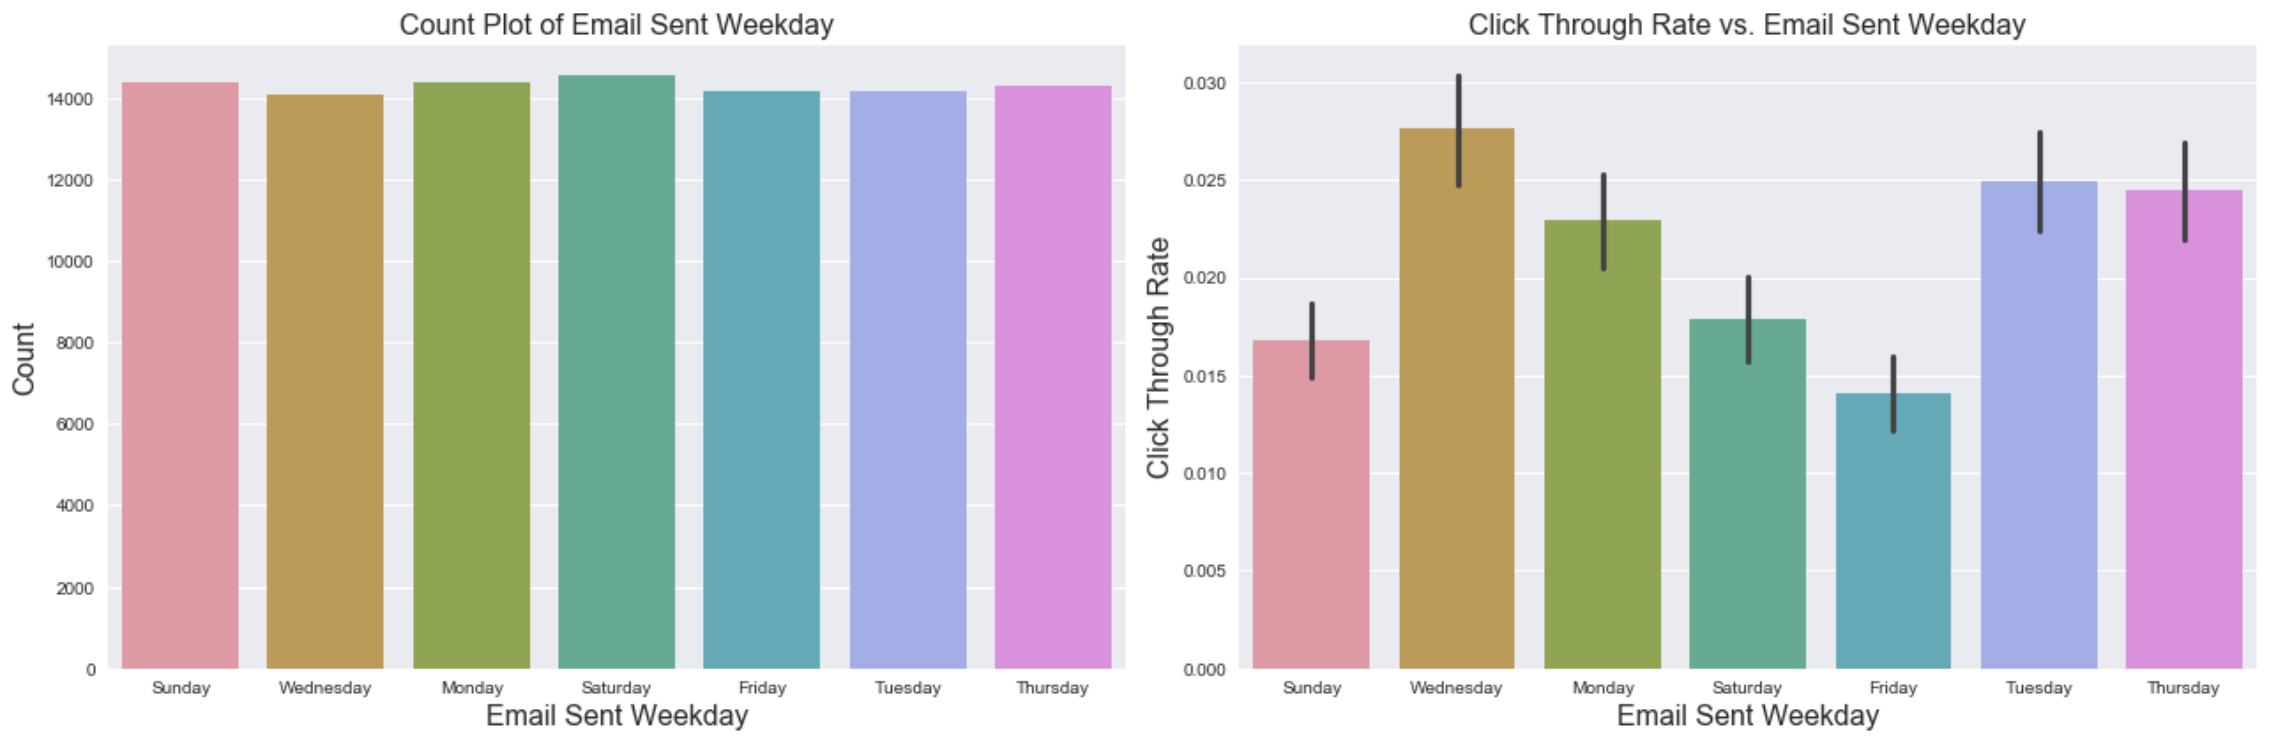 Count Plot of Email Sent Weekday
Count
14000
12000
10000
8000
6000
4000
2000
0
Sunday Wednesday Monday Saturday Friday Tuesday Thursday
Email Sent Weekday
Click Through Rate vs. Email Sent Weekday
Click Through Rate
0.030
0.025
0.020
0.015
0.010
0.005
0.000
Sunday Wednesday Monday Saturday Friday Tuesday Thursday
Email Sent Weekday